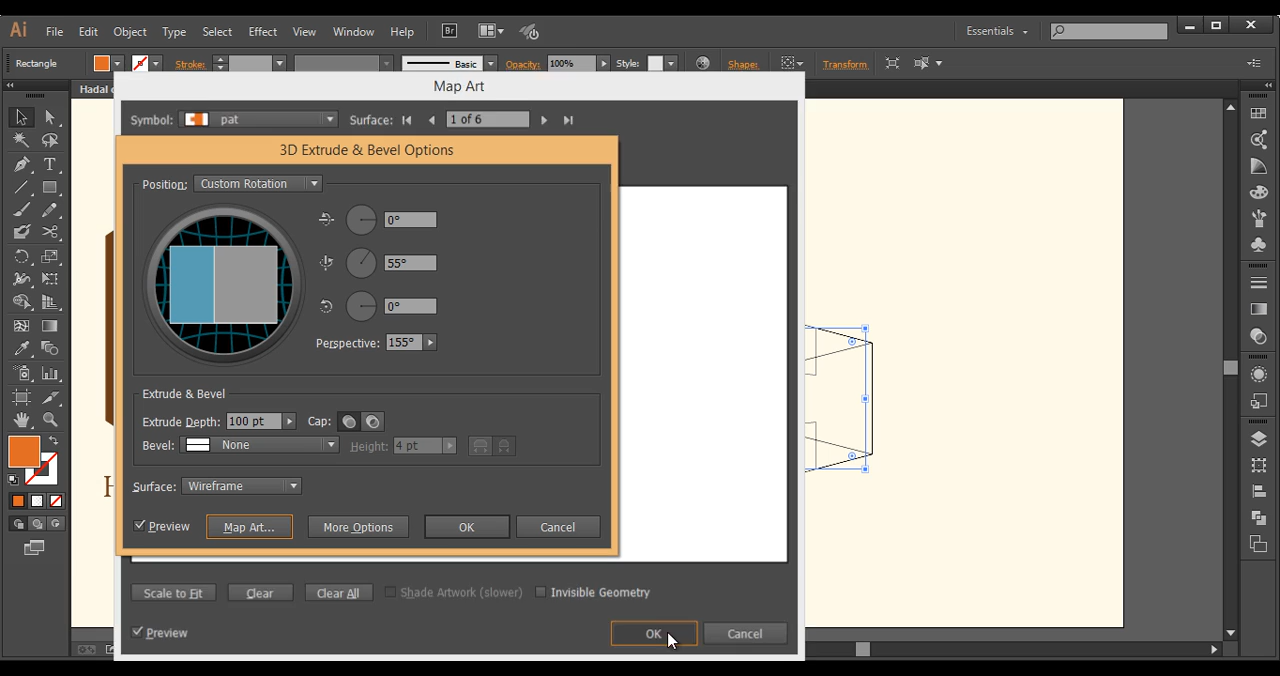 Ai File Edit Object Type Select Effect View Window Help Br Essentials
Rectangle Stroke: Basic Opacity: 100% Style: Shape: Transform
Hadal
Map Art
Symbol: pat Surface: 1 of 6
3D Extrude & Bevel Options
Position: Custom Rotation
0°
55°
0°
Perspective: 155°
Extrude & Bevel
Extrude Depth: 100 pt Cap:
Bevel: None Height: 4 pt
Surface: Wireframe
H
Preview Map Art... More Options OK Cancel
Scale to Fit Clear Clear All Shade Artwork (slower) Invisible Geometry
Preview OK Cancel